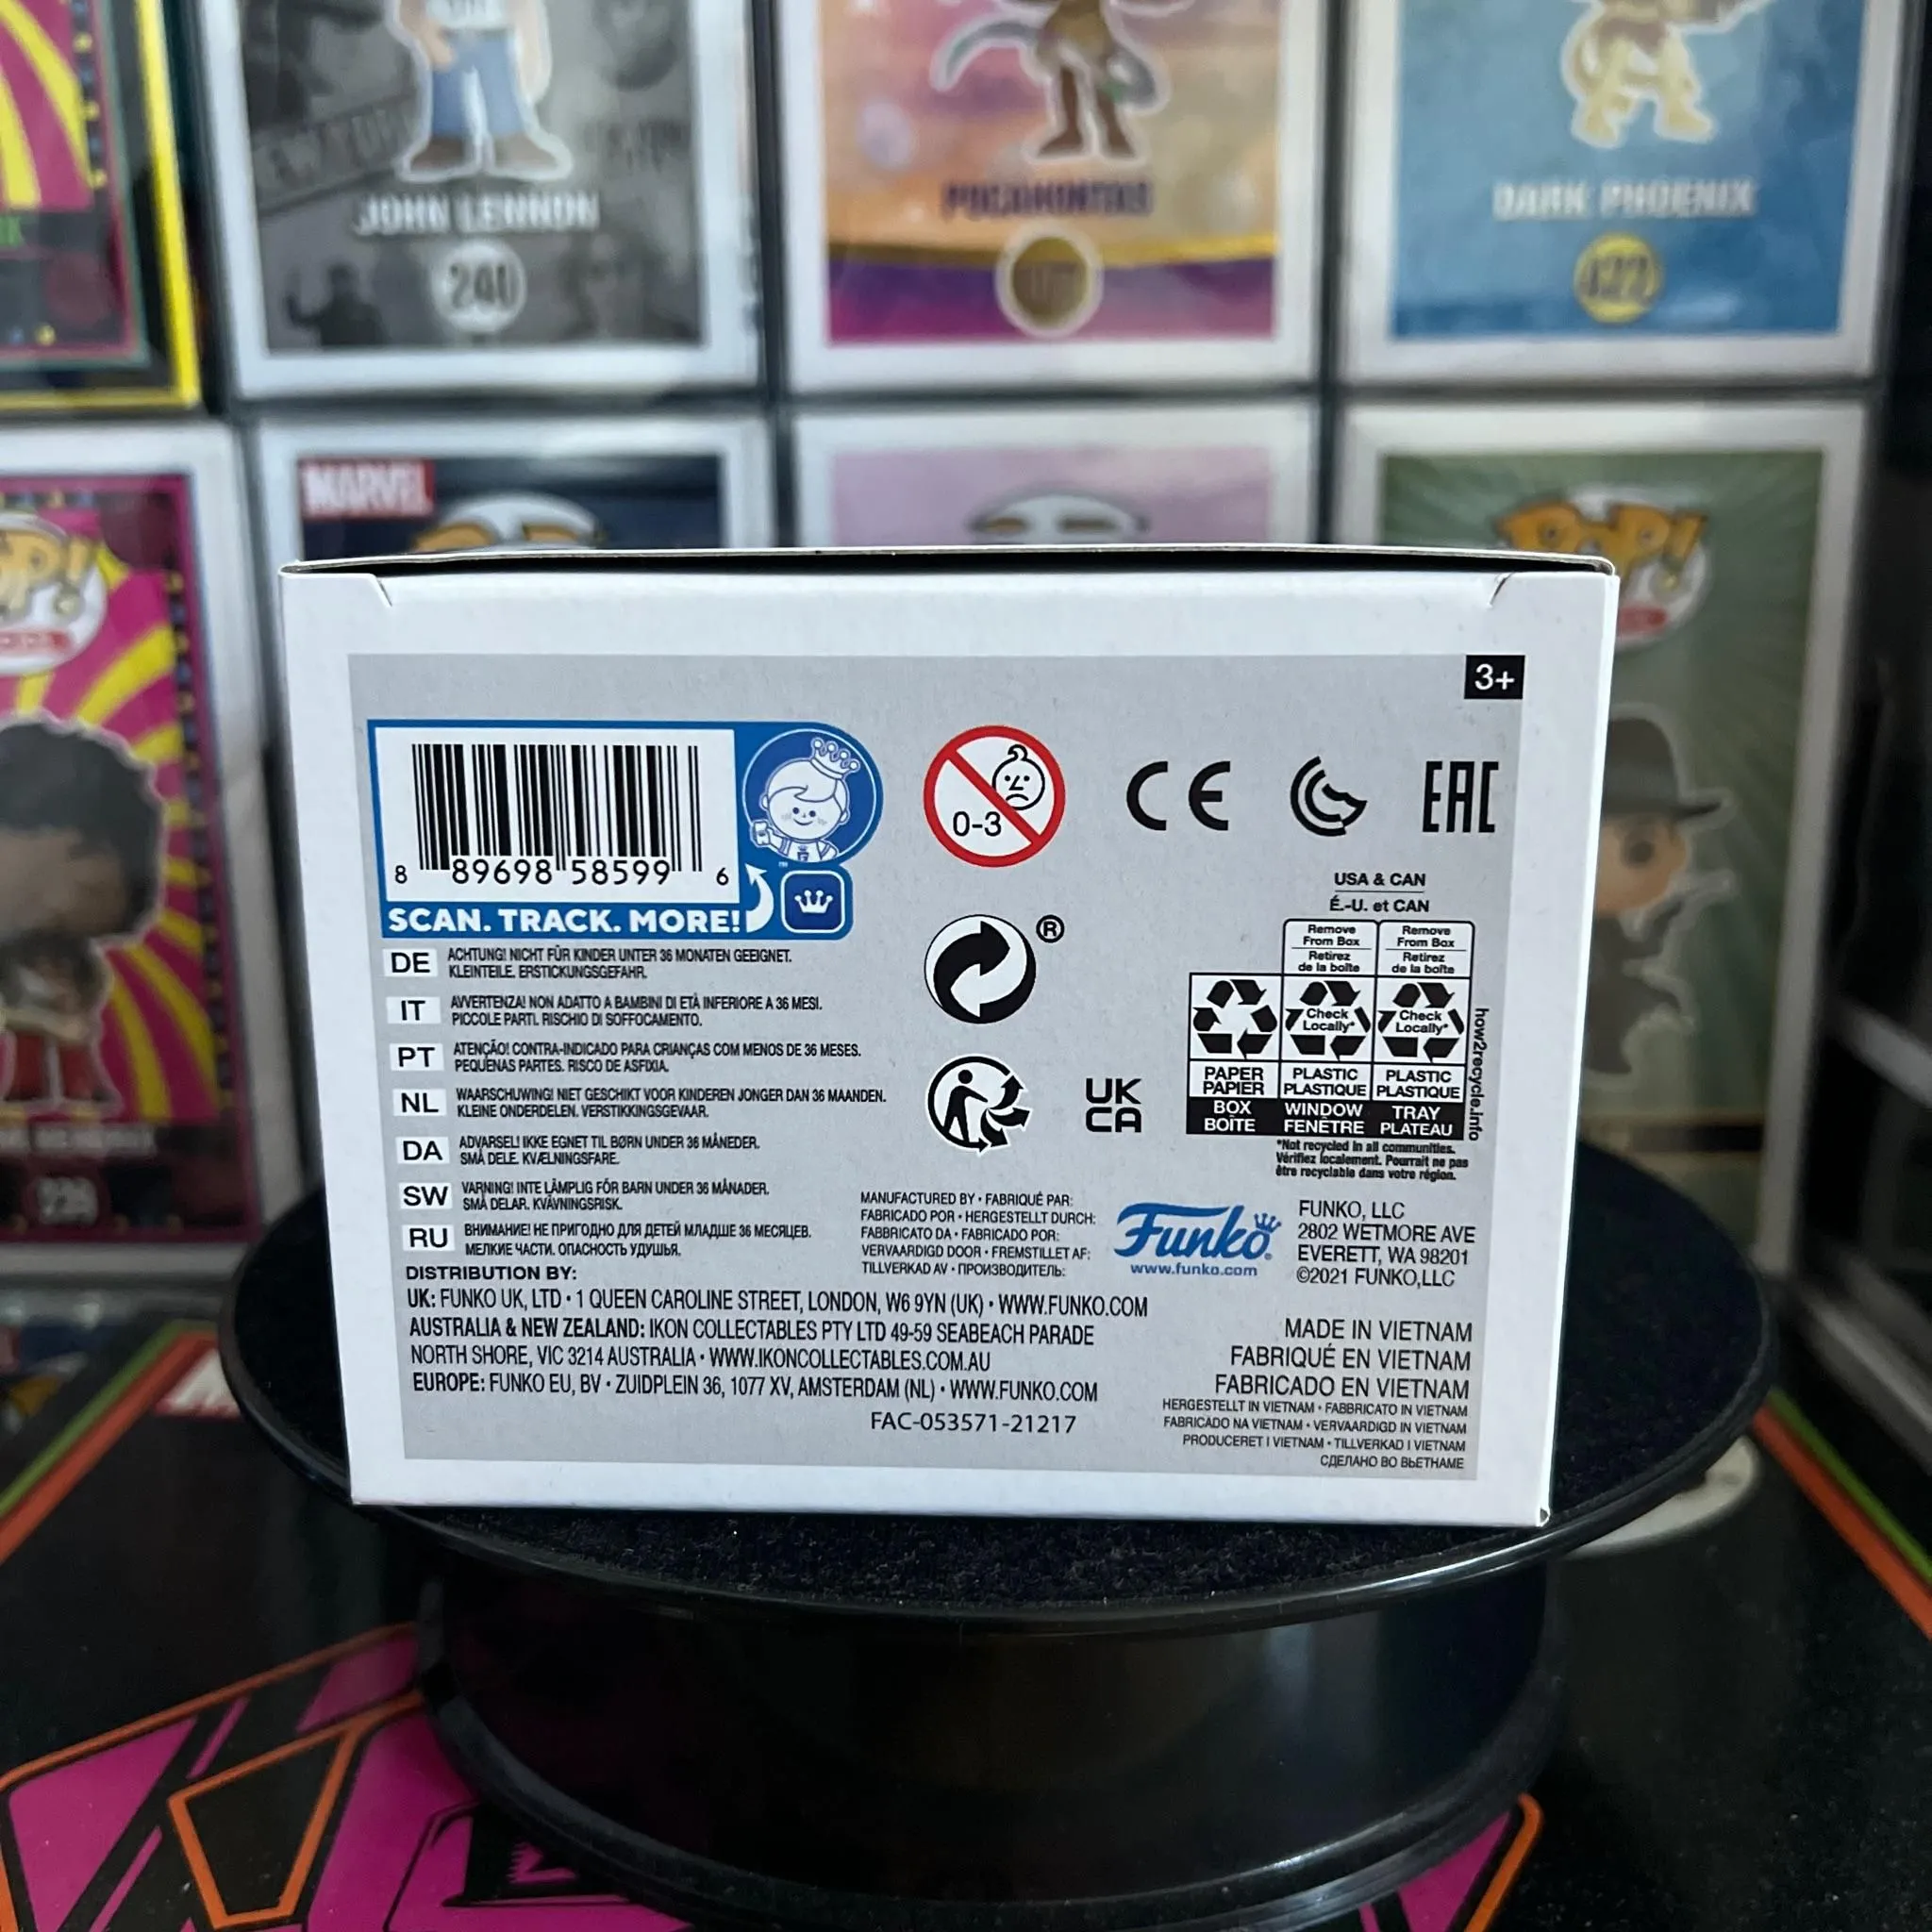 JOHN LENNON
240
POCAHONTAS
DARK PHOENIX
422
MARVEL
POP!
POP!
3+
8 89698 58599 6
SCAN. TRACK. MORE!
™
0-3
CE
EAC
®
UK
CA
USA & CAN
É.-U. et CAN
Remove
From Box
Retirez
de la boîte
Remove
From Box
Retirez
de la boîte
Check
Locally*
Check
Locally*
PAPER
PAPIER
PLASTIC
PLASTIQUE
PLASTIC
PLASTIQUE
BOX
BOÎTE
WINDOW
FENÊTRE
TRAY
PLATEAU
how2recycle.info
*Not recycled in all communities.
Vérifiez localement. Pourrait ne pas
être recyclable dans votre région.
DE ACHTUNG! NICHT FÜR KINDER UNTER 36 MONATEN GEEIGNET.
KLEINTEILE. ERSTICKUNGSGEFAHR.
IT AVVERTENZA! NON ADATTO A BAMBINI DI ETÀ INFERIORE A 36 MESI.
PICCOLE PARTI. RISCHIO DI SOFFOCAMENTO.
PT ATENÇÃO! CONTRA-INDICADO PARA CRIANÇAS COM MENOS DE 36 MESES.
PEQUENAS PARTES. RISCO DE ASFIXIA.
NL WAARSCHUWING! NIET GESCHIKT VOOR KINDEREN JONGER DAN 36 MAANDEN.
KLEINE ONDERDELEN. VERSTIKKINGSGEVAAR.
DA ADVARSEL! IKKE EGNET TIL BØRN UNDER 36 MÅNEDER.
SMÅ DELE. KVÆLNINGSFARE.
SW VARNING! INTE LÄMPLIG FÖR BARN UNDER 36 MÅNADER.
SMÅ DELAR. KVÄVNINGSRISK.
RU ВНИМАНИЕ! НЕ ПРИГОДНО ДЛЯ ДЕТЕЙ МЛАДШЕ 36 МЕСЯЦЕВ.
МЕЛКИЕ ЧАСТИ. ОПАСНОСТЬ УДУШЬЯ.
MANUFACTURED BY • FABRIQUÉ PAR:
FABRICADO POR • HERGESTELLT DURCH:
FABBRICATO DA • FABRICADO POR:
VERVAARDIGD DOOR • FREMSTILLET AF:
TILLVERKAD AV • ПРОИЗВОДИТЕЛЬ:
Funko®
www.funko.com
FUNKO, LLC
2802 WETMORE AVE
EVERETT, WA 98201
©2021 FUNKO,LLC
DISTRIBUTION BY:
UK: FUNKO UK, LTD • 1 QUEEN CAROLINE STREET, LONDON, W6 9YN (UK) • WWW.FUNKO.COM
AUSTRALIA & NEW ZEALAND: IKON COLLECTABLES PTY LTD 49-59 SEABEACH PARADE
NORTH SHORE, VIC 3214 AUSTRALIA • WWW.IKONCOLLECTABLES.COM.AU
EUROPE: FUNKO EU, BV • ZUIDPLEIN 36, 1077 XV, AMSTERDAM (NL) • WWW.FUNKO.COM
FAC-053571-21217
MADE IN VIETNAM
FABRIQUÉ EN VIETNAM
FABRICADO EN VIETNAM
HERGESTELLT IN VIETNAM • FABBRICATO IN VIETNAM
FABRICADO NA VIETNAM • VERVAARDIGD IN VIETNAM
PRODUCERET I VIETNAM • TILLVERKAD I VIETNAM
СДЕЛАНО ВО ВЬЕТНАМЕ